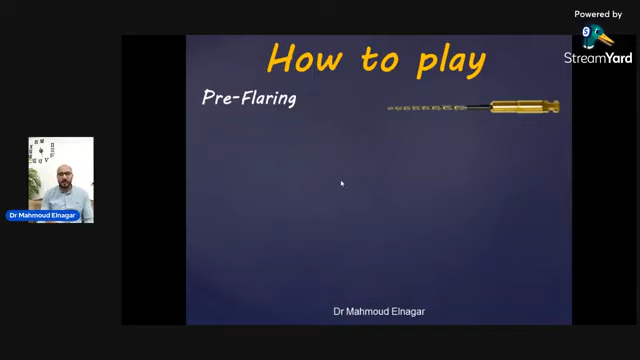 Powered by
StreamYard
How to play
Pre-Flaring
Dr Mahmoud Elnagar
Dr Mahmoud Elnagar